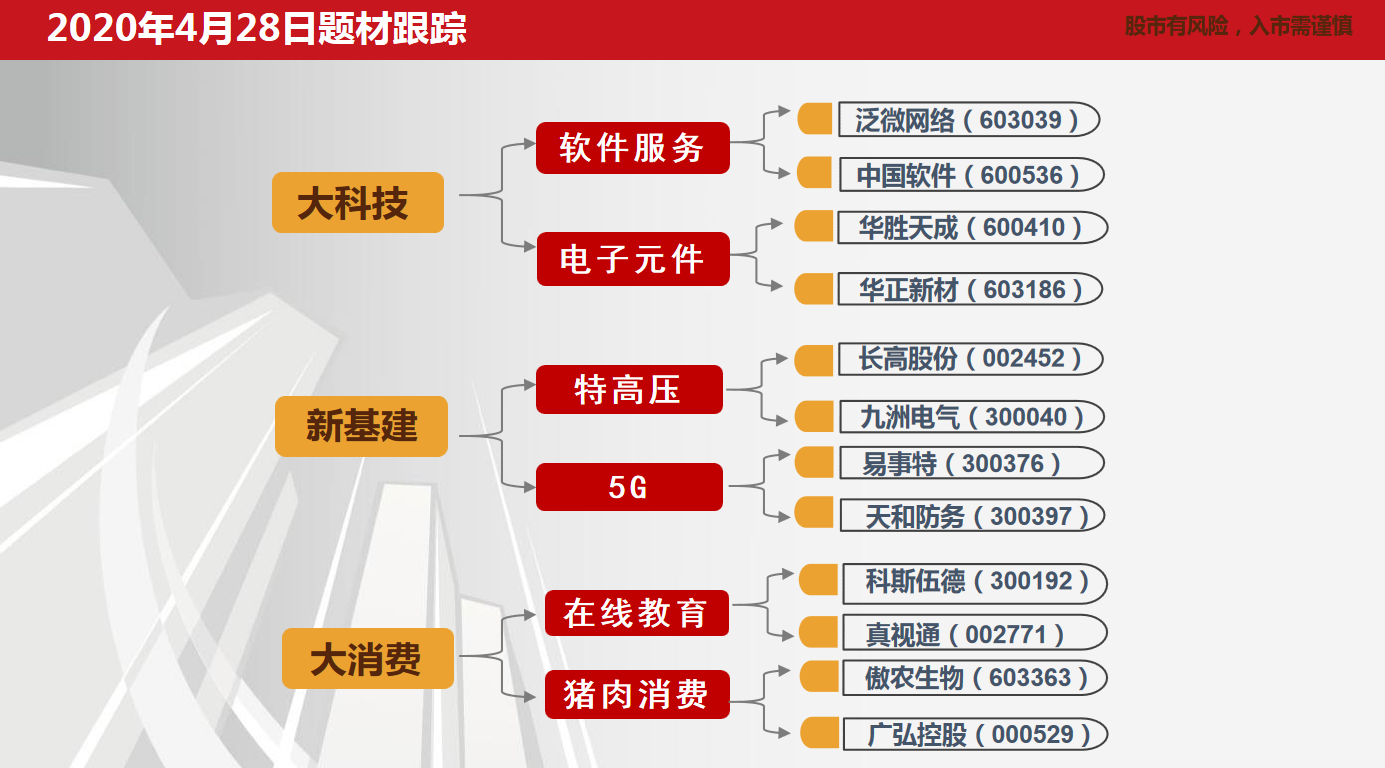 2020年4月28日题材跟踪
股市有风险，入市需谨慎
大科技
软件服务
泛微网络（603039）
中国软件（600536）
电子元件
华胜天成（600410）
华正新材（603186）
新基建
特高压
长高股份（002452）
九洲电气（300040）
5G
易事特（300376）
天和防务（300397）
大消费
在线教育
科斯伍德（300192）
真视通（002771）
猪肉消费
傲农生物（603363）
广弘控股（000529）